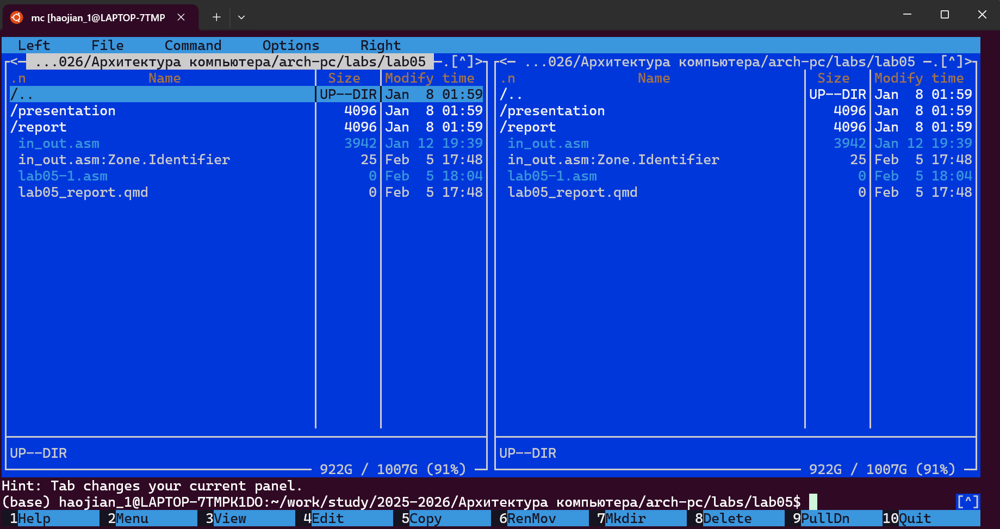 mc [haojian_1@LAPTOP-7TMP
Left File Command Options Right
<— ...026/Архитектура компьютера/arch-pc/labs/lab05 —.[^]>
.n Name Size Modify time
/.. UP--DIR Jan 8 01:59
/presentation 4096 Jan 8 01:59
/report 4096 Jan 8 01:59
in_out.asm 3942 Jan 12 19:39
in_out.asm:Zone.Identifier 25 Feb 5 17:48
lab05-1.asm 0 Feb 5 18:04
lab05_report.qmd 0 Feb 5 17:48
UP--DIR
922G / 1007G (91%)
<— ...026/Архитектура компьютера/arch-pc/labs/lab05 —.[^]>
.n Name Size Modify time
/.. UP--DIR Jan 8 01:59
/presentation 4096 Jan 8 01:59
/report 4096 Jan 8 01:59
in_out.asm 3942 Jan 12 19:39
in_out.asm:Zone.Identifier 25 Feb 5 17:48
lab05-1.asm 0 Feb 5 18:04
lab05_report.qmd 0 Feb 5 17:48
UP--DIR
922G / 1007G (91%)
Hint: Tab changes your current panel.
(base) haojian_1@LAPTOP-7TMPK1DO:~/work/study/2025-2026/Архитектура компьютера/arch-pc/labs/lab05$ [^]
1Help 2Menu 3View 4Edit 5Copy 6RenMov 7Mkdir 8Delete 9PullDn 10Quit